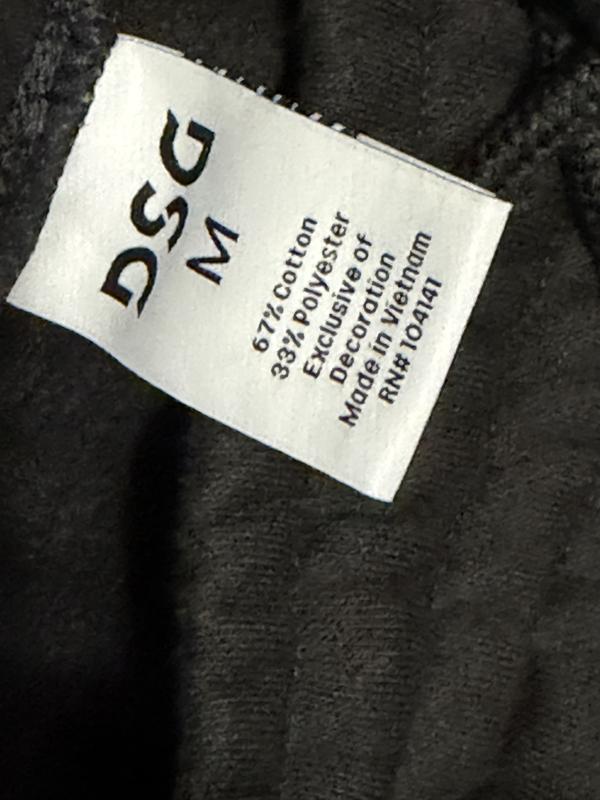 DSG
M
67% Cotton
33% Polyester
Exclusive of
Decoration
Made in Vietnam
RN# 104141